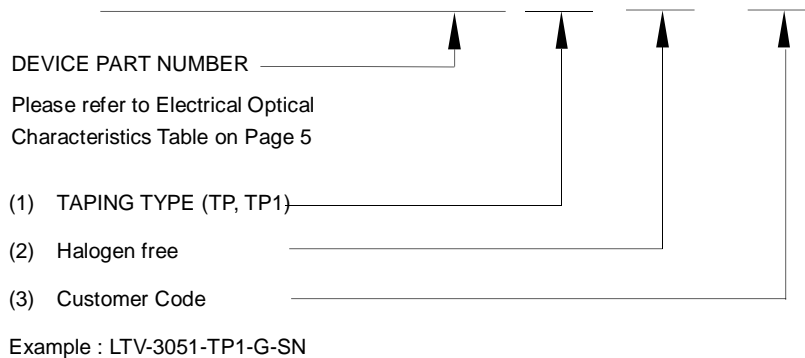 DEVICE PART NUMBER
Please refer to Electrical Optical
Characteristics Table on Page 5
(1) TAPING TYPE (TP, TP1)
(2) Halogen free
(3) Customer Code
Example : LTV-3051-TP1-G-SN